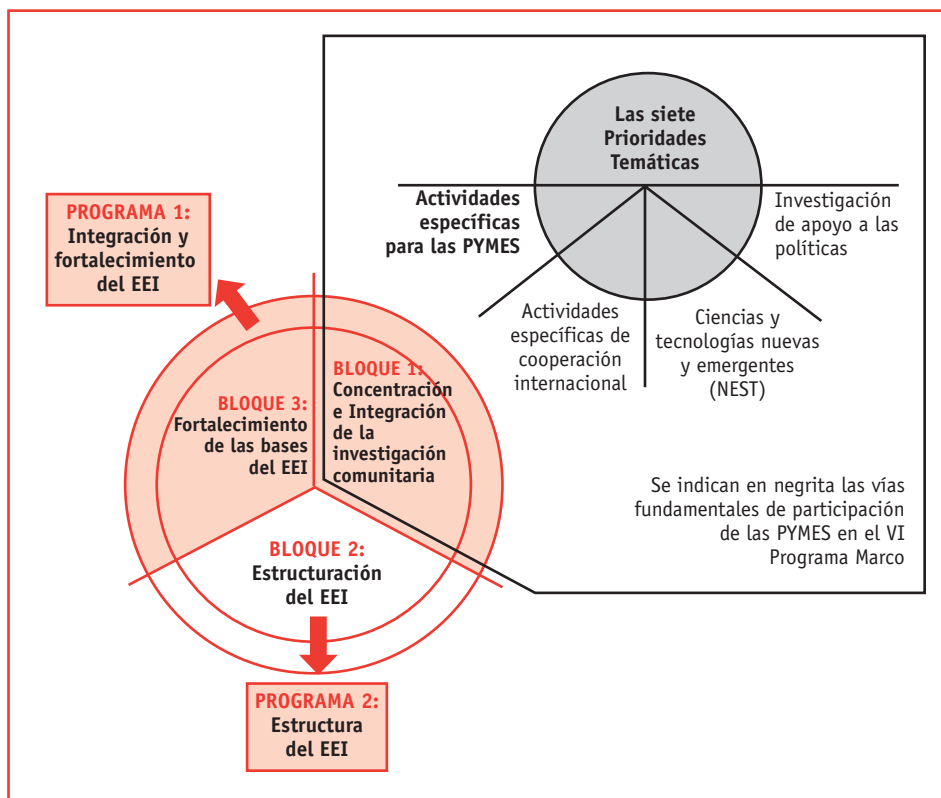 Las siete
Prioridades
Temáticas
Actividades
específicas
para las PYMES
Investigación
de apoyo a las
políticas
Actividades
específicas de
cooperación
internacional
Ciencias y
tecnologías nuevas
y emergentes
(NEST)
PROGRAMA 1:
Integración y
fortalecimiento
del EEI
BLOQUE 3:
Fortalecimiento
de las bases
del EEI
BLOQUE 1:
Concentración
e Integración
de la
investigación
comunitaria
Se indican en negrita las vías
fundamentales de participación
de las PYMES en el VI
Programa Marco
BLOQUE 2:
Estructuración
del EEI
PROGRAMA 2:
Estructura
del EEI